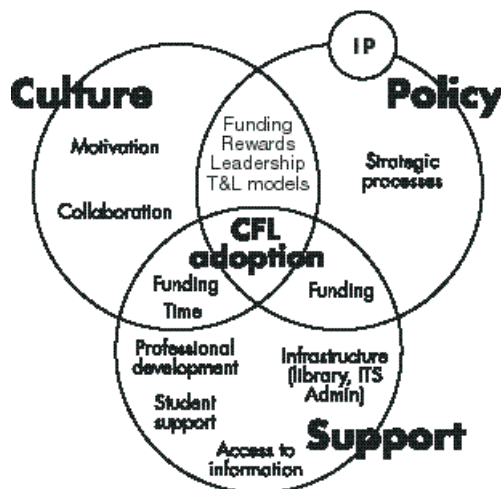 IP
Culture
Policy
Funding
Rewards
Leadership
T&L models
Motivation
Strategic
processes
Collaboration
CFL
adoption
Funding
Time
Funding
Professional
development
Infrastructure
(library, ITS
Admin)
Student
support
Support
Access to
information